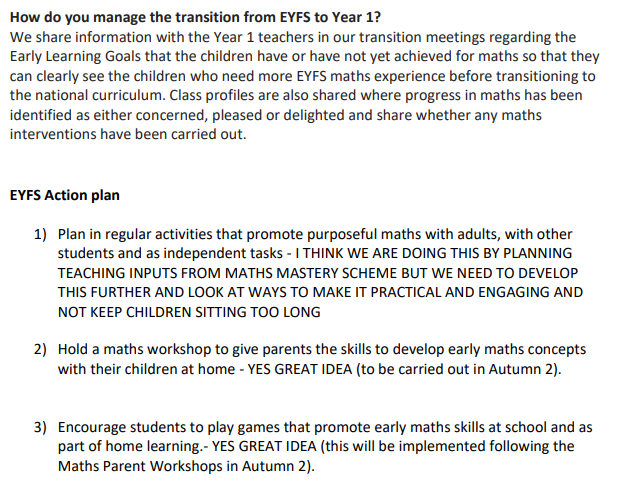 How do you manage the transition from EYFS to Year 1?
We share information with the Year 1 teachers in our transition meetings regarding the
Early Learning Goals that the children have or have not yet achieved for maths so that they
can clearly see the children who need more EYFS maths experience before transitioning to
the national curriculum. Class profiles are also shared where progress in maths has been
identified as either concerned, pleased or delighted and share whether any maths
interventions have been carried out.
EYFS Action plan
1) Plan in regular activities that promote purposeful maths with adults, with other
students and as independent tasks - I THINK WE ARE DOING THIS BY PLANNING
TEACHING INPUTS FROM MATHS MASTERY SCHEME BUT WE NEED TO DEVELOP
THIS FURTHER AND LOOK AT WAYS TO MAKE IT PRACTICAL AND ENGAGING AND
NOT KEEP CHILDREN SITTING TOO LONG
2) Hold a maths workshop to give parents the skills to develop early maths concepts
with their children at home - YES GREAT IDEA (to be carried out in Autumn 2).
3) Encourage students to play games that promote early maths skills at school and as
part of home learning.- YES GREAT IDEA (this will be implemented following the
Maths Parent Workshops in Autumn 2).